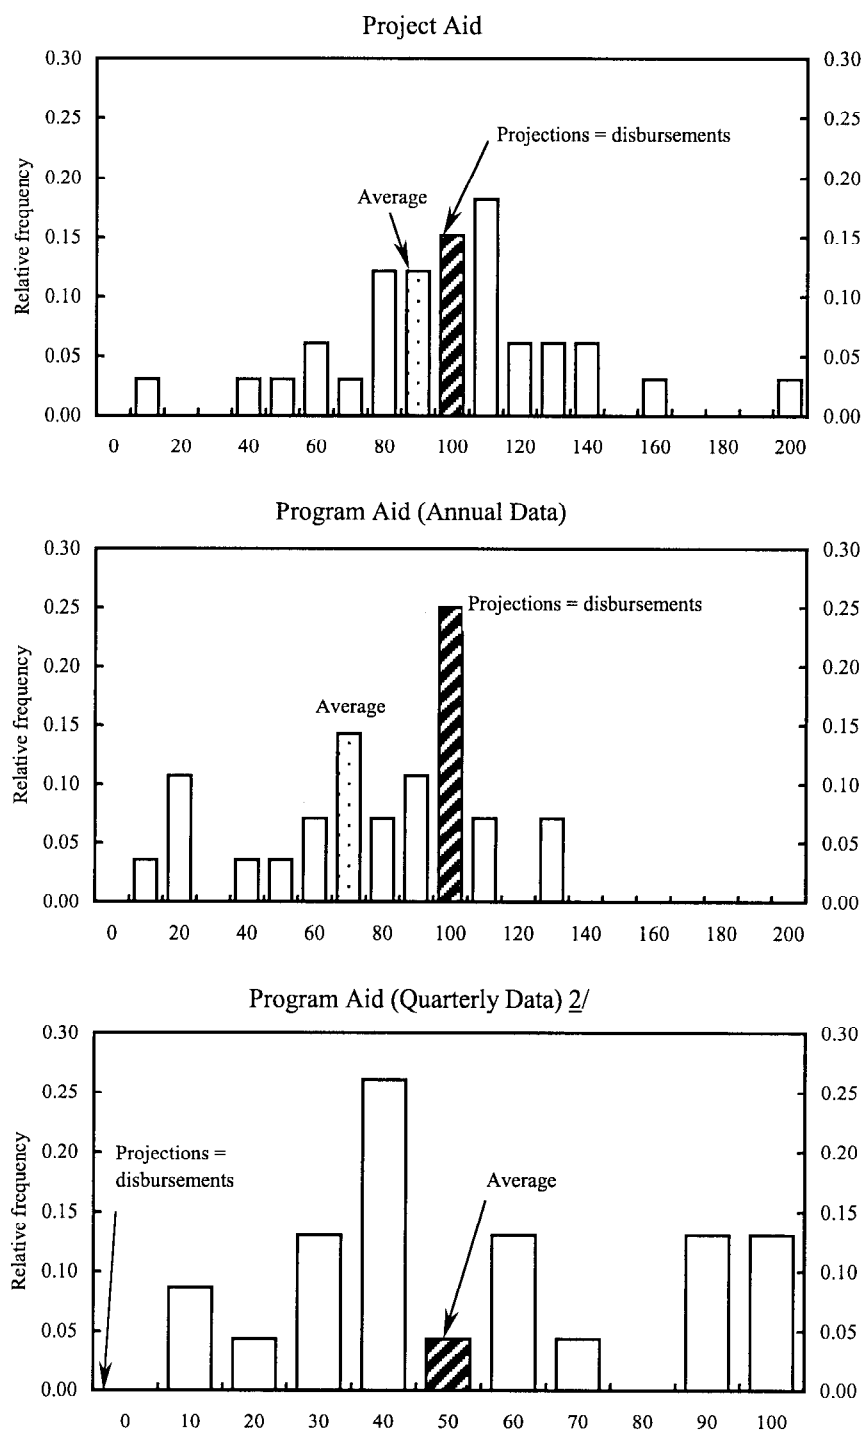 Project Aid
0.30 0.30
0.25 0.25
Projections = disbursements
0.20 0.20
Average
0.15 0.15
0.10 0.10
0.05 0.05
0.00 0.00
Relative frequency
0 20 40 60 80 100 120 140 160 180 200
Program Aid (Annual Data)
0.30 0.30
0.25 0.25
Projections = disbursements
0.20 0.20
Average
0.15 0.15
0.10 0.10
0.05 0.05
0.00 0.00
Relative frequency
0 20 40 60 80 100 120 140 160 180 200
Program Aid (Quarterly Data) 2/
0.30 0.30
0.25 0.25
0.20 0.20
Projections =
disbursements
Average
0.15 0.15
0.10 0.10
0.05 0.05
0.00 0.00
Relative frequency
0 10 20 30 40 50 60 70 80 90 100